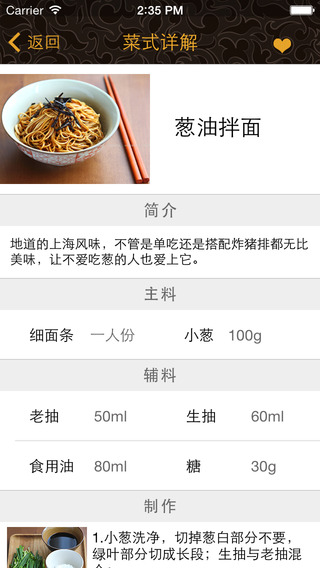 Carrier 2:35 PM
返回 菜式详解
葱油拌面
简介
地道的上海风味，不管是单吃还是搭配炸猪排都无比
美味，让不爱吃葱的人也爱上它。
主料
细面条 一人份 小葱 100g
辅料
老抽 50ml 生抽 60ml
食用油 80ml 糖 30g
制作
1.小葱洗净，切掉葱白部分不要，
绿叶部分切成长段；生抽与老抽混